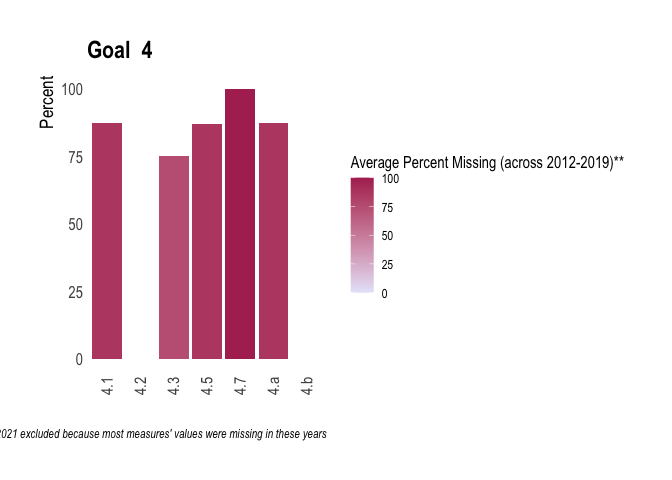 Goal 4
Percent
100
75
50
25
0
4.1
4.2
4.3
4.5
4.7
4.a
4.b
Average Percent Missing (across 2012-2019)**
100
75
50
25
0
2021 excluded because most measures' values were missing in these years